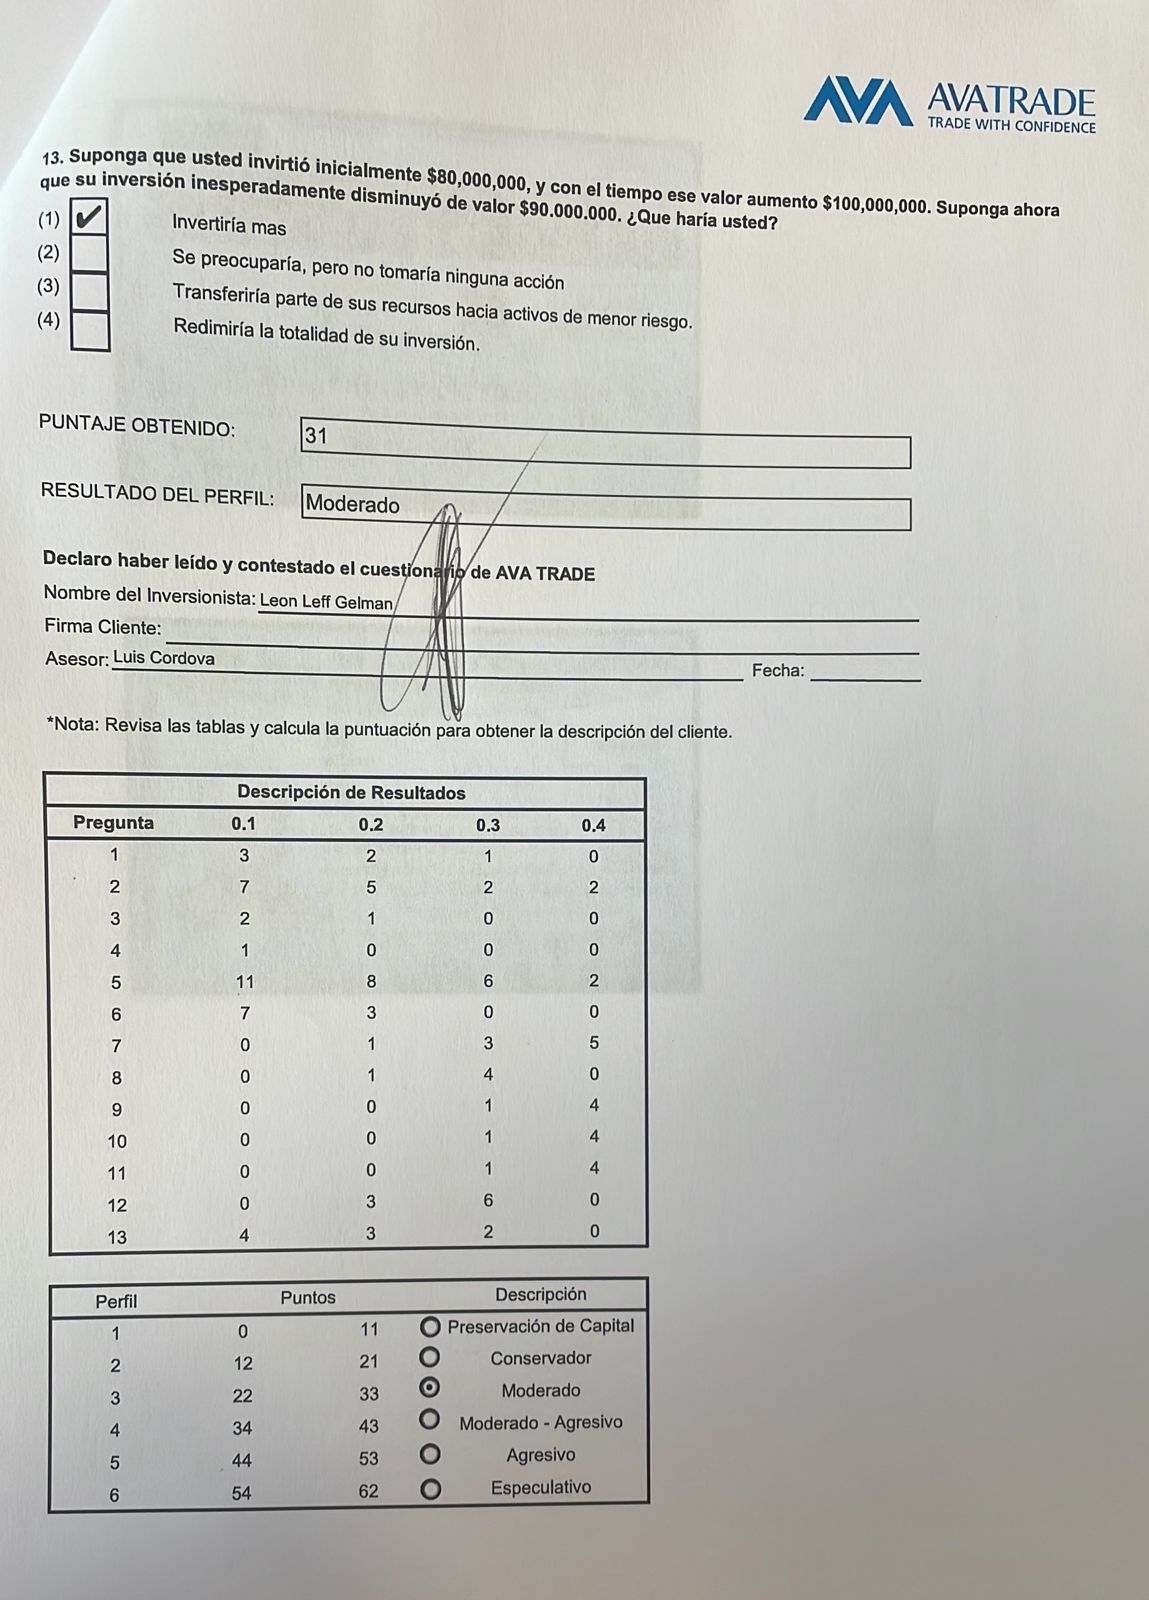 AVA AVATRADE
TRADE WITH CONFIDENCE
13. Suponga que usted invirtió inicialmente $80,000,000, y con el tiempo ese valor aumento $100,000,000. Suponga ahora
que su inversión inesperadamente disminuyó de valor $90.000.000. ¿Que haría usted?
(1) ✔ Invertiría mas
(2) Se preocuparía, pero no tomaría ninguna acción
(3) Transferiría parte de sus recursos hacia activos de menor riesgo.
(4) Redimiría la totalidad de su inversión.
PUNTAJE OBTENIDO: 31
RESULTADO DEL PERFIL: Moderado
Declaro haber leído y contestado el cuestionario de AVA TRADE
Nombre del Inversionista: Leon Leff Gelman
Firma Cliente:
Asesor: Luis Cordova Fecha:
*Nota: Revisa las tablas y calcula la puntuación para obtener la descripción del cliente.
Descripción de Resultados
Pregunta 0.1 0.2 0.3 0.4
1 3 2 1 0
2 7 5 2 2
3 2 1 0 0
4 1 0 0 0
5 11 8 6 2
6 7 3 0 0
7 0 1 3 5
8 0 1 4 0
9 0 0 1 4
10 0 0 1 4
11 0 0 1 4
12 0 3 6 0
13 4 3 2 0
Perfil Puntos Descripción
1 0 11 Preservación de Capital
2 12 21 Conservador
3 22 33 Moderado
4 34 43 Moderado - Agresivo
5 44 53 Agresivo
6 54 62 Especulativo